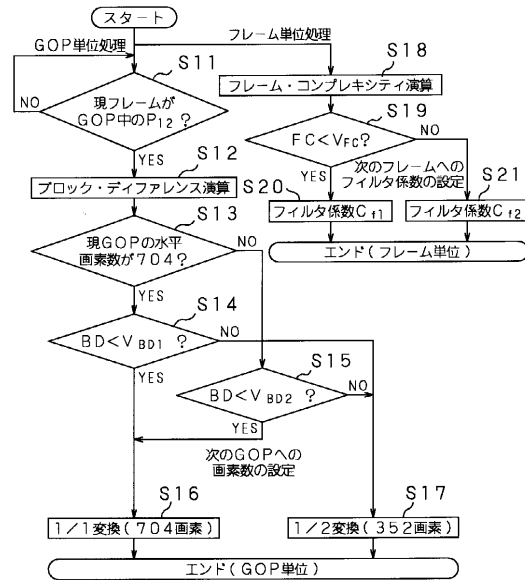 スタート
GOP単位処理
フレーム単位処理
S11
S18
現フレームが
GOP中のP12?
NO
YES
フレーム・コンプレキシティ演算
S19
FC<VFC?
NO
YES
S12
ブロック・ディファレンス演算
次のフレームへの
フィルタ係数の設定
S20
フィルタ係数Cf1
S21
フィルタ係数Cf2
エンド(フレーム単位)
S13
現GOPの水平
画素数が704?
NO
YES
S14
BD<VBD1 ?
NO
YES
S15
BD<VBD2 ?
NO
YES
次のGOPへの
画素数の設定
S16
1/1変換(704画素)
S17
1/2変換(352画素)
エンド(GOP単位)